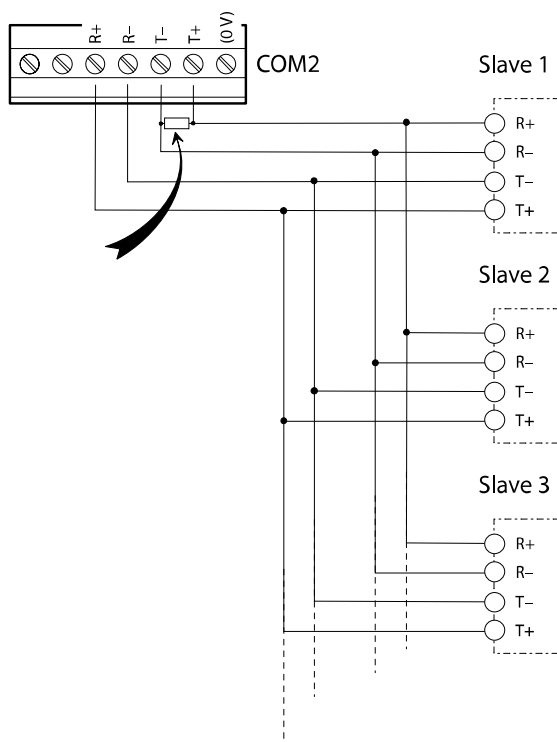 R+
R–
T–
T+
(0 V)
COM2
Slave 1
R+
R–
T–
T+
Slave 2
R+
R–
T–
T+
Slave 3
R+
R–
T–
T+